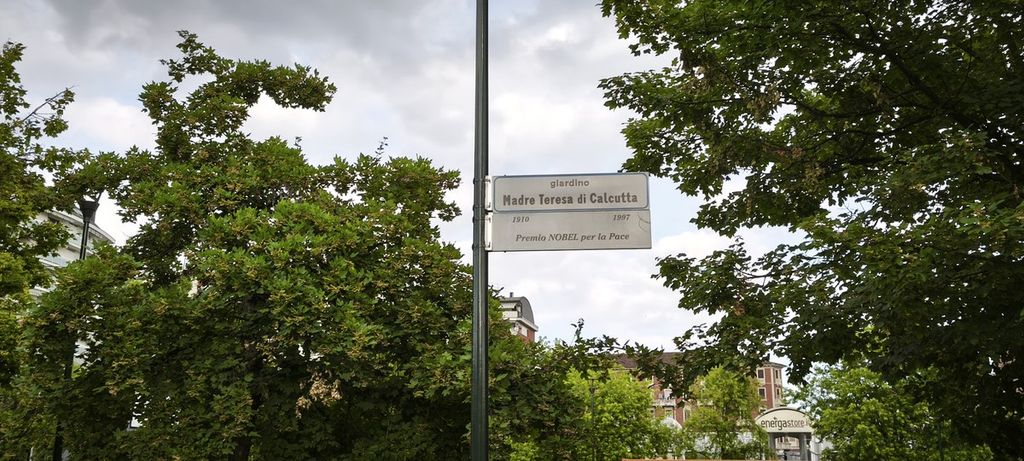 giardino
Madre Teresa di Calcutta
1910 1997
Premio NOBEL per la Pace
energastore